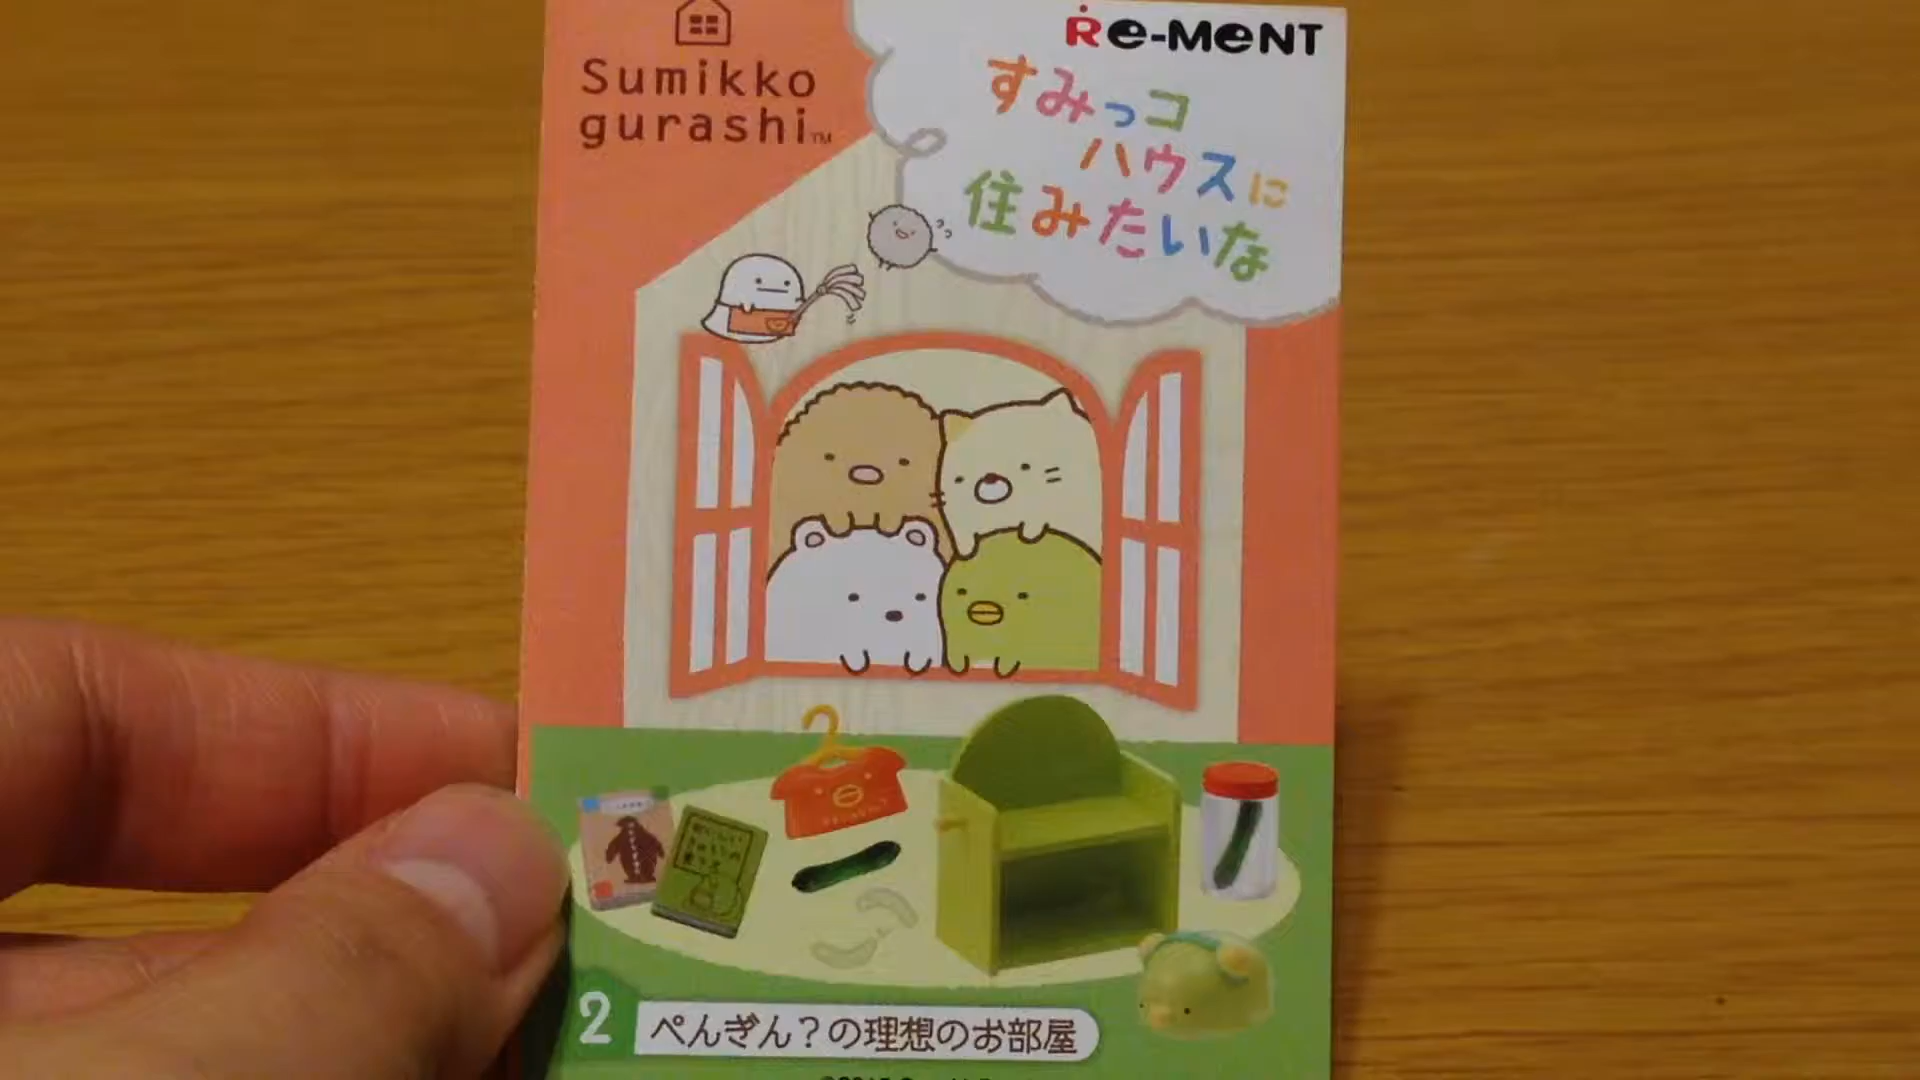 Sumikko
gurashi™
Re-MeNT
すみっコ
ハウスに
住みたいな
2
ぺんぎん?の理想のお部屋